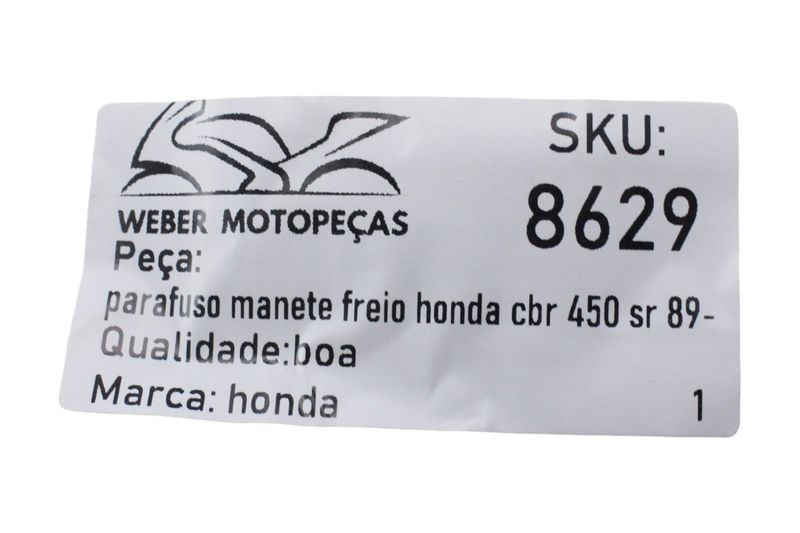 WEBER MOTOPEÇAS
SKU:
8629
Peça:
parafuso manete freio honda cbr 450 sr 89-
Qualidade:boa
Marca: honda
1